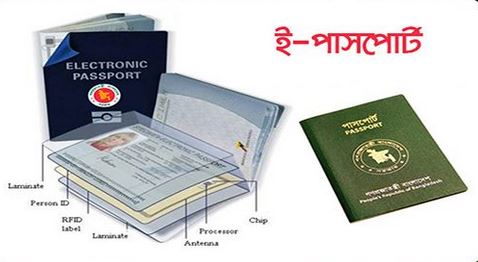 ই-পাসপোর্ট
ELECTRONIC
PASSPORT
পাসপোর্ট
PASSPORT
গণপ্রজাতন্ত্রী বাংলাদেশ
People's Republic of Bangladesh
Laminate
Person ID
RFID
label
Laminate
Antenna
Processor
Chip